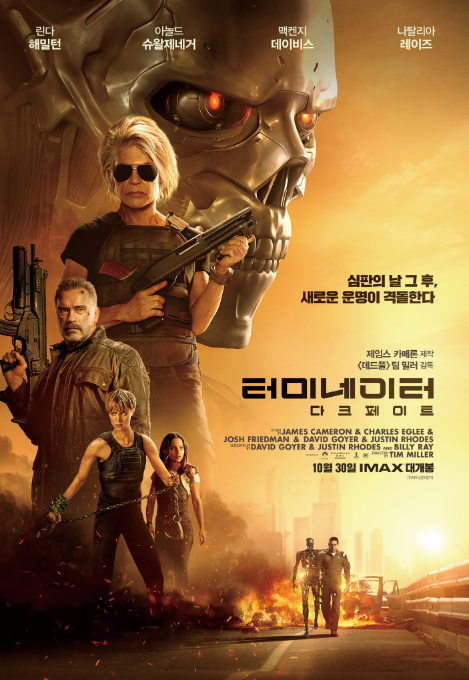 린다 아놀드 맥켄지 나탈리아
해밀턴 슈왈제네거 데이비스 레이즈
심판의 날 그 후,
새로운 운명이 격돌한다
제임스 카메론 제작
<데드풀> 팀 밀러 감독
터미네이터
다크페이트
JAMES CAMERON & CHARLES EGLEE &
JOSH FRIEDMAN & DAVID GOYER & JUSTIN RHODES
DAVID GOYER & JUSTIN RHODES AND BILLY RAY
TIM MILLER
10월 30일 IMAX 대개봉